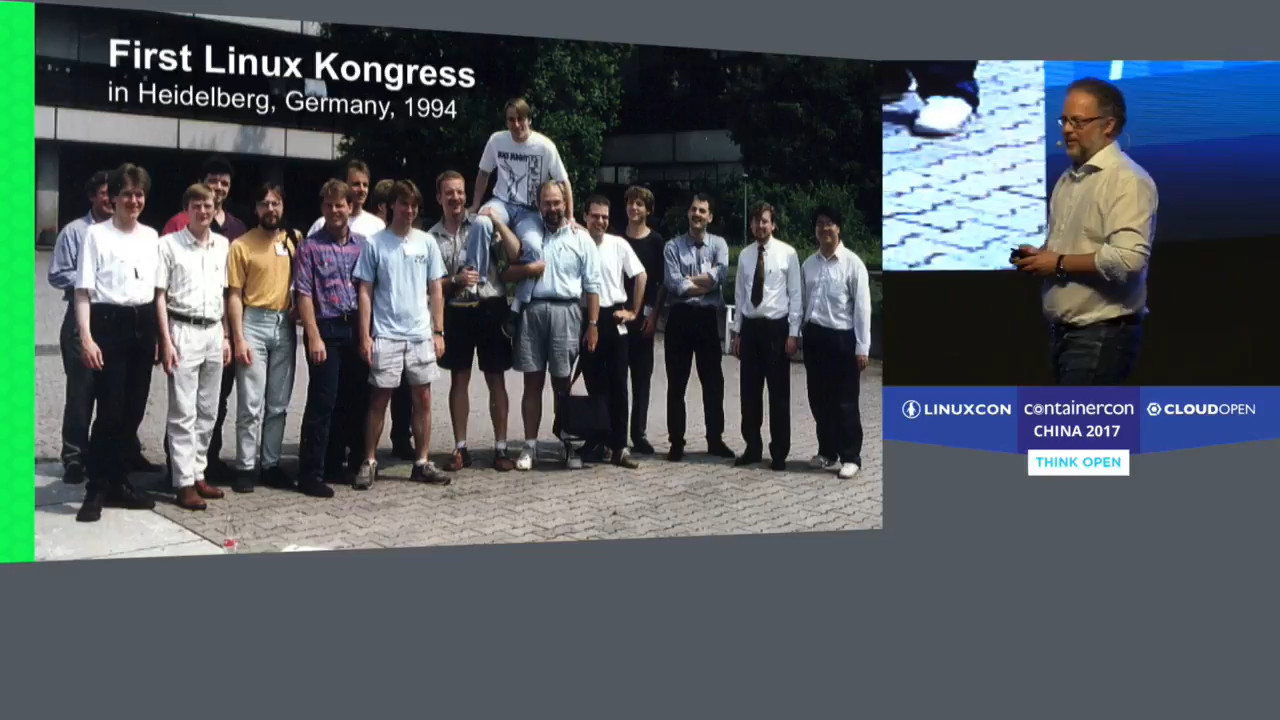 First Linux Kongress
in Heidelberg, Germany, 1994
LINUXCON
containercon
CHINA 2017
CLOUDOPEN
THINK OPEN